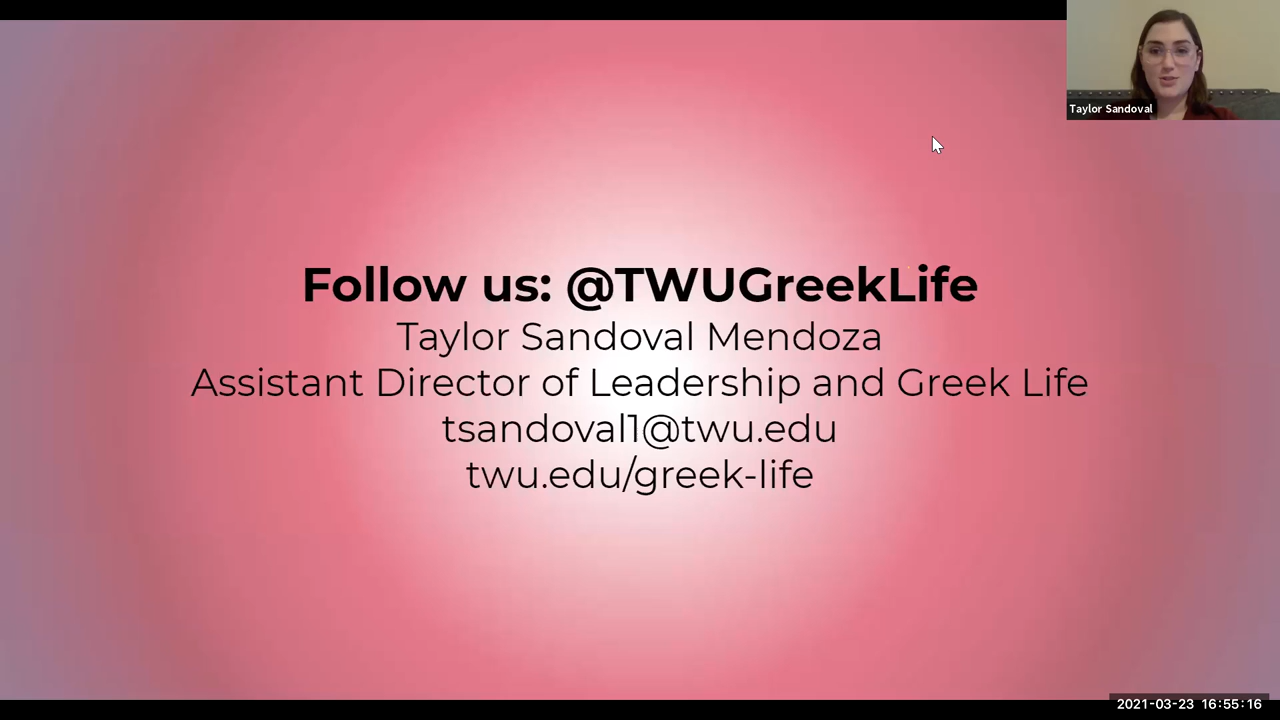 Taylor Sandoval
Follow us: @TWUGreekLife
Taylor Sandoval Mendoza
Assistant Director of Leadership and Greek Life
tsandoval1@twu.edu
twu.edu/greek-life
2021-03-23 16:55:16